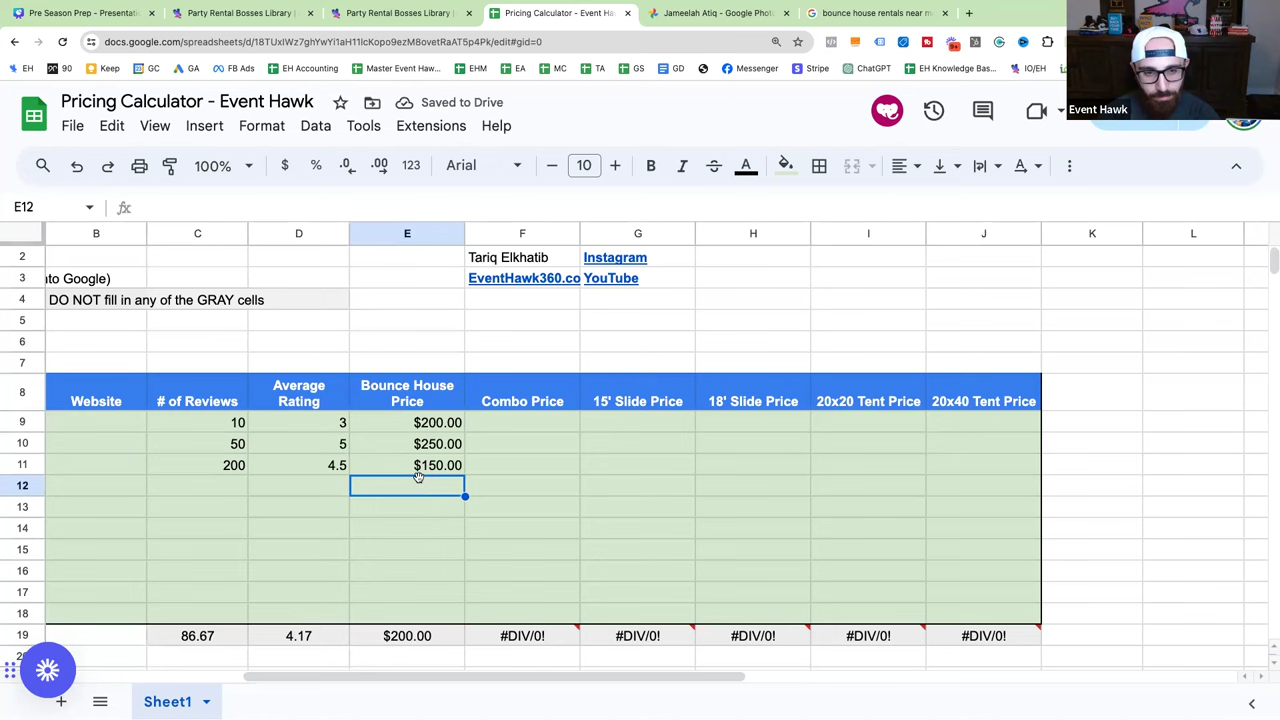 Pre Season Prep - Presentati
Party Rental Bosses Library |
Party Rental Bosses Library |
Pricing Calculator - Event Haw
Jameelah Atiq - Google Photo
bounce house rentals near m
docs.google.com/spreadsheets/d/18TUxIWz7ghYwYi1aH11lcKopo9ezM8ovetRaAT5p4FY/edit#gid=0
EH
90
Keep
GC
GA
FB Ads
EH Accounting
Master Event Haw...
EA
MC
TA
GS
GD
Messenger
Stripe
ChatGPT
EH Knowledge Bas...
IO/EH
Event Hawk
Pricing Calculator - Event Hawk
Saved to Drive
File Edit View Insert Format Data Tools Extensions Help
100% $ % .0 .00 123 Arial 10 B I A
E12 fx
B C D E F G H I J K L
2 Tariq Elkhatib Instagram
3 nto Google) EventHawk360.co YouTube
4 DO NOT fill in any of the GRAY cells
5
6
7
8 Website # of Reviews Average Rating Bounce House Price Combo Price 15' Slide Price 18' Slide Price 20x20 Tent Price 20x40 Tent Price
9 10 3 $200.00
10 50 5 $250.00
11 200 4.5 $150.00
12
13
14
15
16
17
18
19 86.67 4.17 $200.00 #DIV/0! #DIV/0! #DIV/0! #DIV/0! #DIV/0!
Sheet1